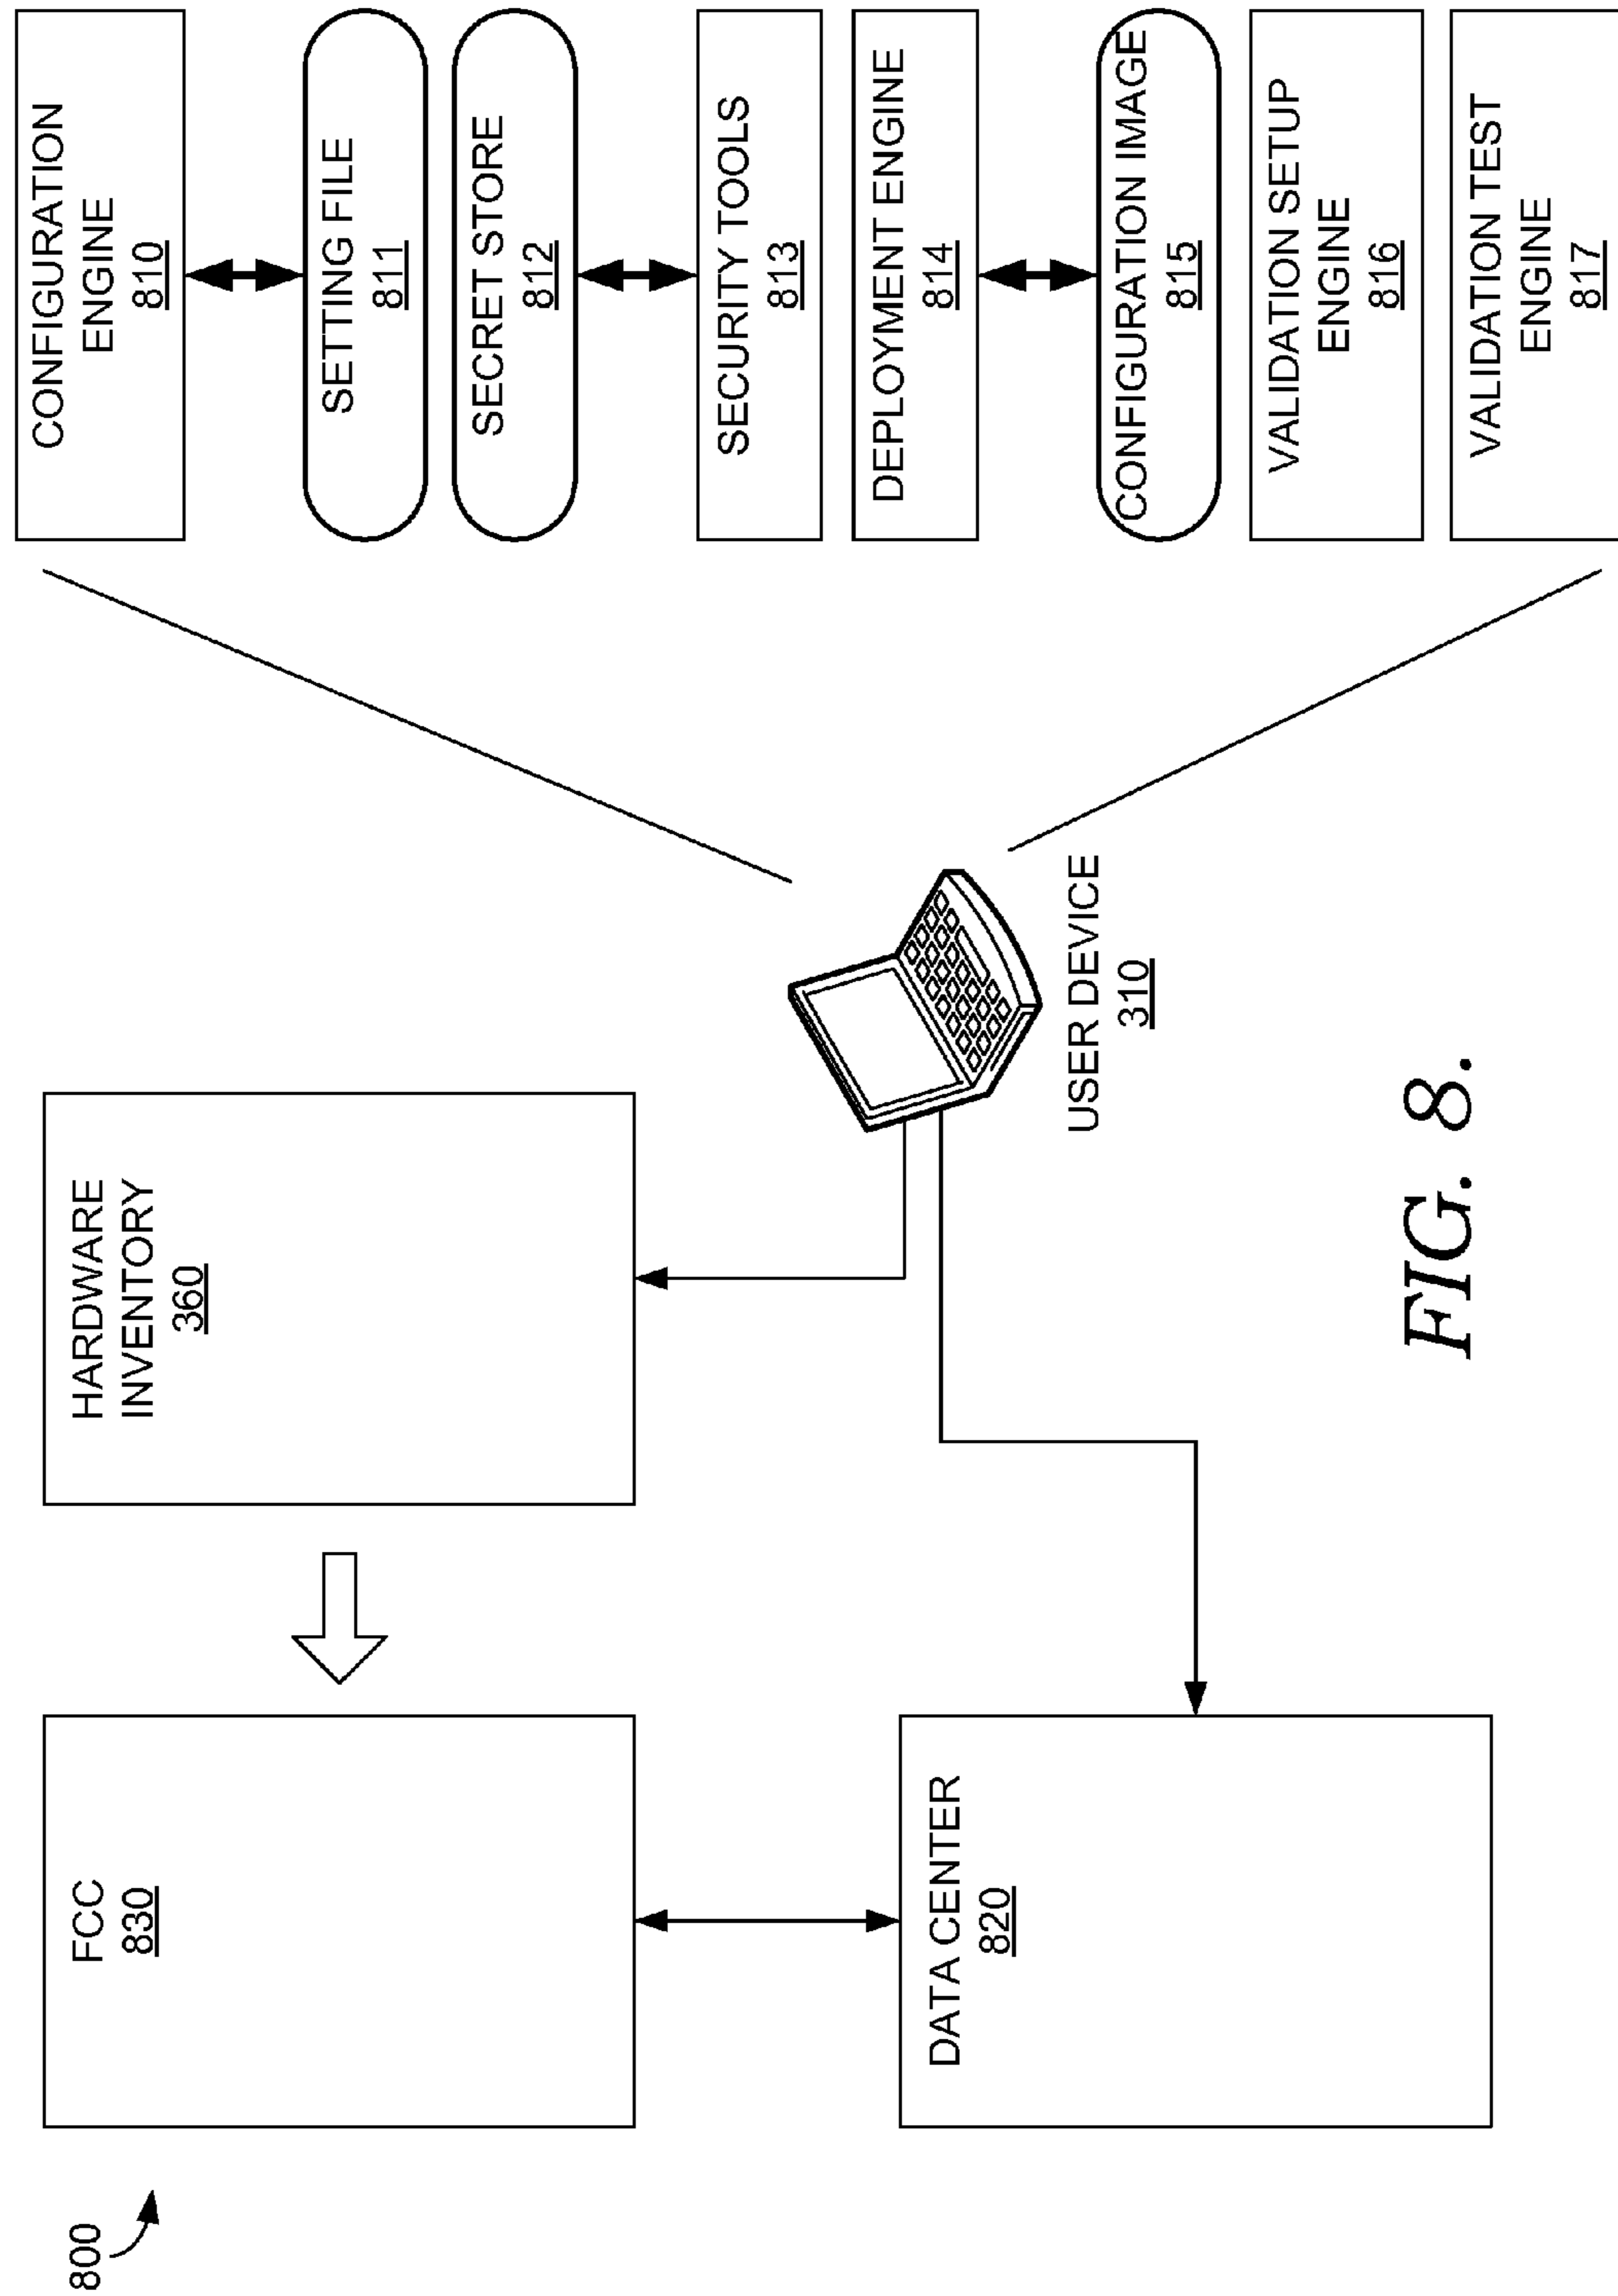 800
FCC
830
HARDWARE
INVENTORY
360
DATA CENTER
820
USER DEVICE
310
CONFIGURATION
ENGINE
810
SETTING FILE
811
SECRET STORE
812
SECURITY TOOLS
813
DEPLOYMENT ENGINE
814
CONFIGURATION IMAGE
815
VALIDATION SETUP
ENGINE
816
VALIDATION TEST
ENGINE
817
FIG. 8.